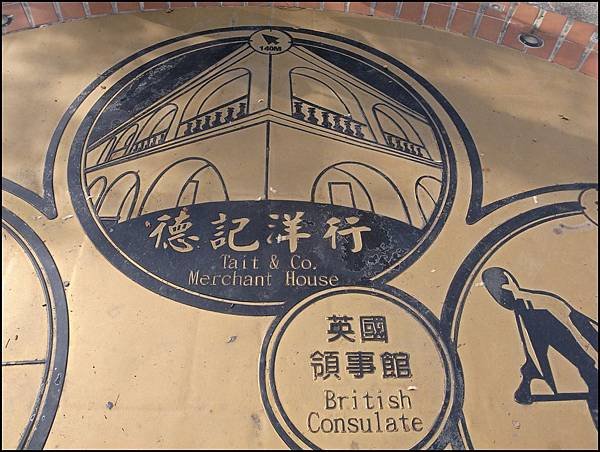 140M
德記洋行
Tait & Co.
Merchant House
英國
領事館
British
Consulate